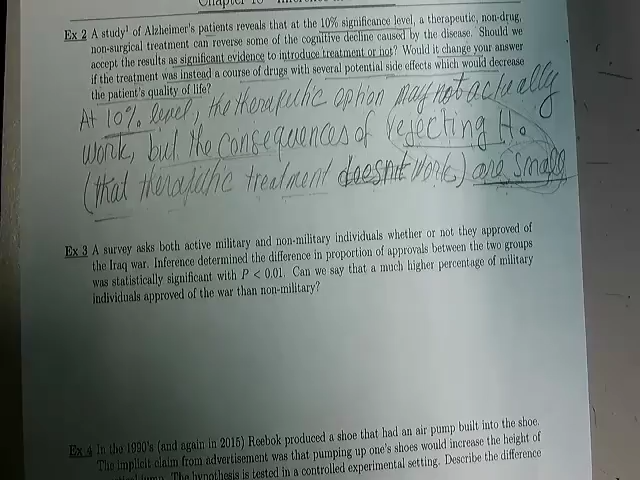 Ex 2 A study¹ of Alzheimer's patients reveals that at the 10% significance level, a therapeutic, non-drug,
non-surgical treatment can reverse some of the cognitive decline caused by the disease. Should we
accept the results as significant evidence to introduce treatment or not? Would it change your answer
if the treatment was instead a course of drugs with several potential side effects which would decrease
the patient's quality of life?
At 10% level, the therapeutic option may not actually
work, but the consequences of rejecting H₀
(that therapeutic treatment doesn't work) are small
Ex 3 A survey asks both active military and non-military individuals whether or not they approved of
the Iraq war. Inference determined the difference in proportion of approvals between the two groups
was statistically significant with P < 0.01. Can we say that a much higher percentage of military
individuals approved of the war than non-military?
Ex 4 In the 1990's (and again in 2015) Reebok produced a shoe that had an air pump built into the shoe.
The implicit claim from advertisement was that pumping up one's shoes would increase the height of
jump. The hypothesis is tested in a controlled experimental setting. Describe the difference